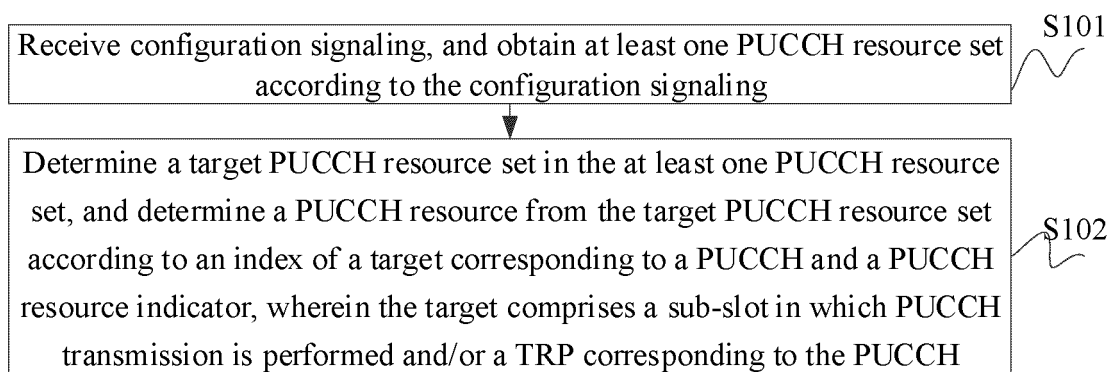 Receive configuration signaling, and obtain at least one PUCCH resource set
according to the configuration signaling
S101
Determine a target PUCCH resource set in the at least one PUCCH resource
set, and determine a PUCCH resource from the target PUCCH resource set
according to an index of a target corresponding to a PUCCH and a PUCCH
resource indicator, wherein the target comprises a sub-slot in which PUCCH
transmission is performed and/or a TRP corresponding to the PUCCH
S102